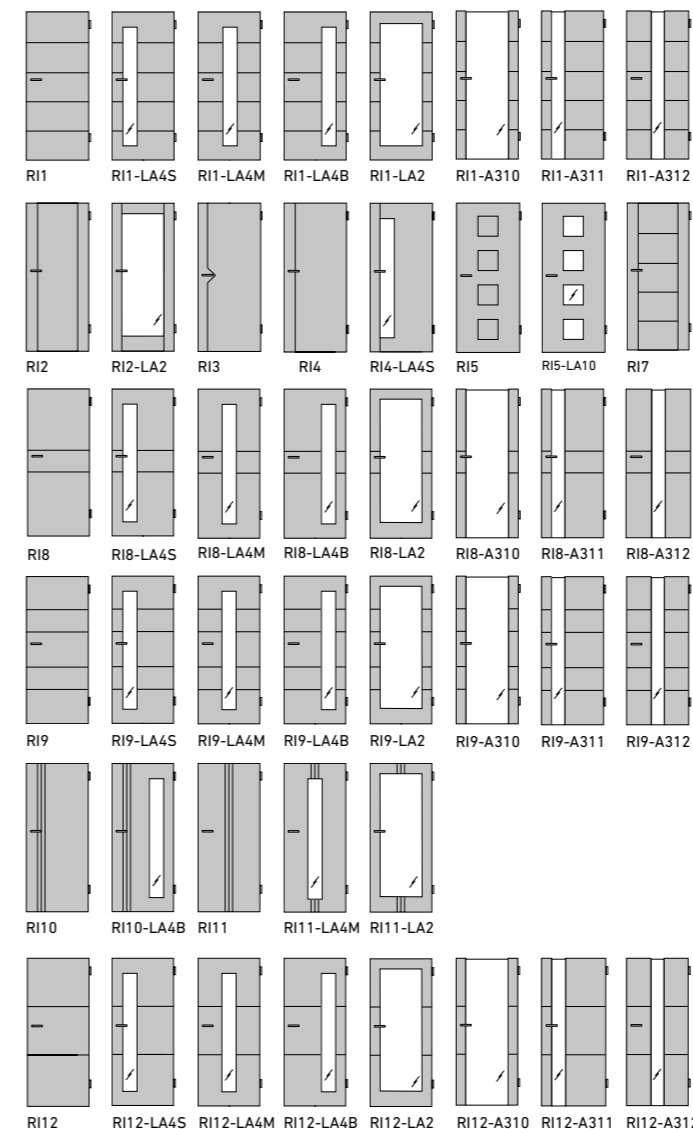 RI1 RI1-LA4S RI1-LA4M RI1-LA4B RI1-LA2 RI1-A310 RI1-A311 RI1-A312
RI2 RI2-LA2 RI3 RI4 RI4-LA4S RI5 RI5-LA10 RI7
RI8 RI8-LA4S RI8-LA4M RI8-LA4B RI8-LA2 RI8-A310 RI8-A311 RI8-A312
RI9 RI9-LA4S RI9-LA4M RI9-LA4B RI9-LA2 RI9-A310 RI9-A311 RI9-A312
RI10 RI10-LA4B RI11 RI11-LA4M RI11-LA2
RI12 RI12-LA4S RI12-LA4M RI12-LA4B RI12-LA2 RI12-A310 RI12-A311 RI12-A312